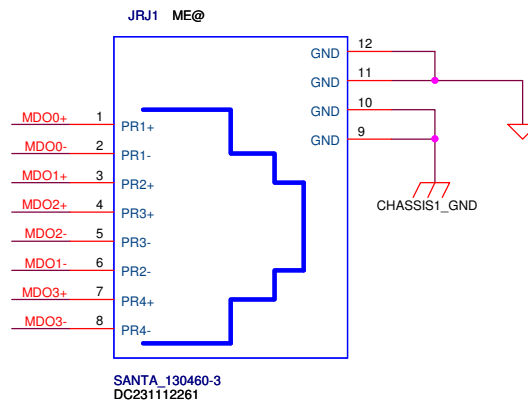 JRJ1 ME@
GND 12
GND 11
GND 10
GND 9
MDO0+ 1 PR1+
MDO0- 2 PR1-
MDO1+ 3 PR2+
MDO2+ 4 PR3+
MDO2- 5 PR3-
MDO1- 6 PR2-
MDO3+ 7 PR4+
MDO3- 8 PR4-
CHASSIS1_GND
SANTA_130460-3
DC231112261